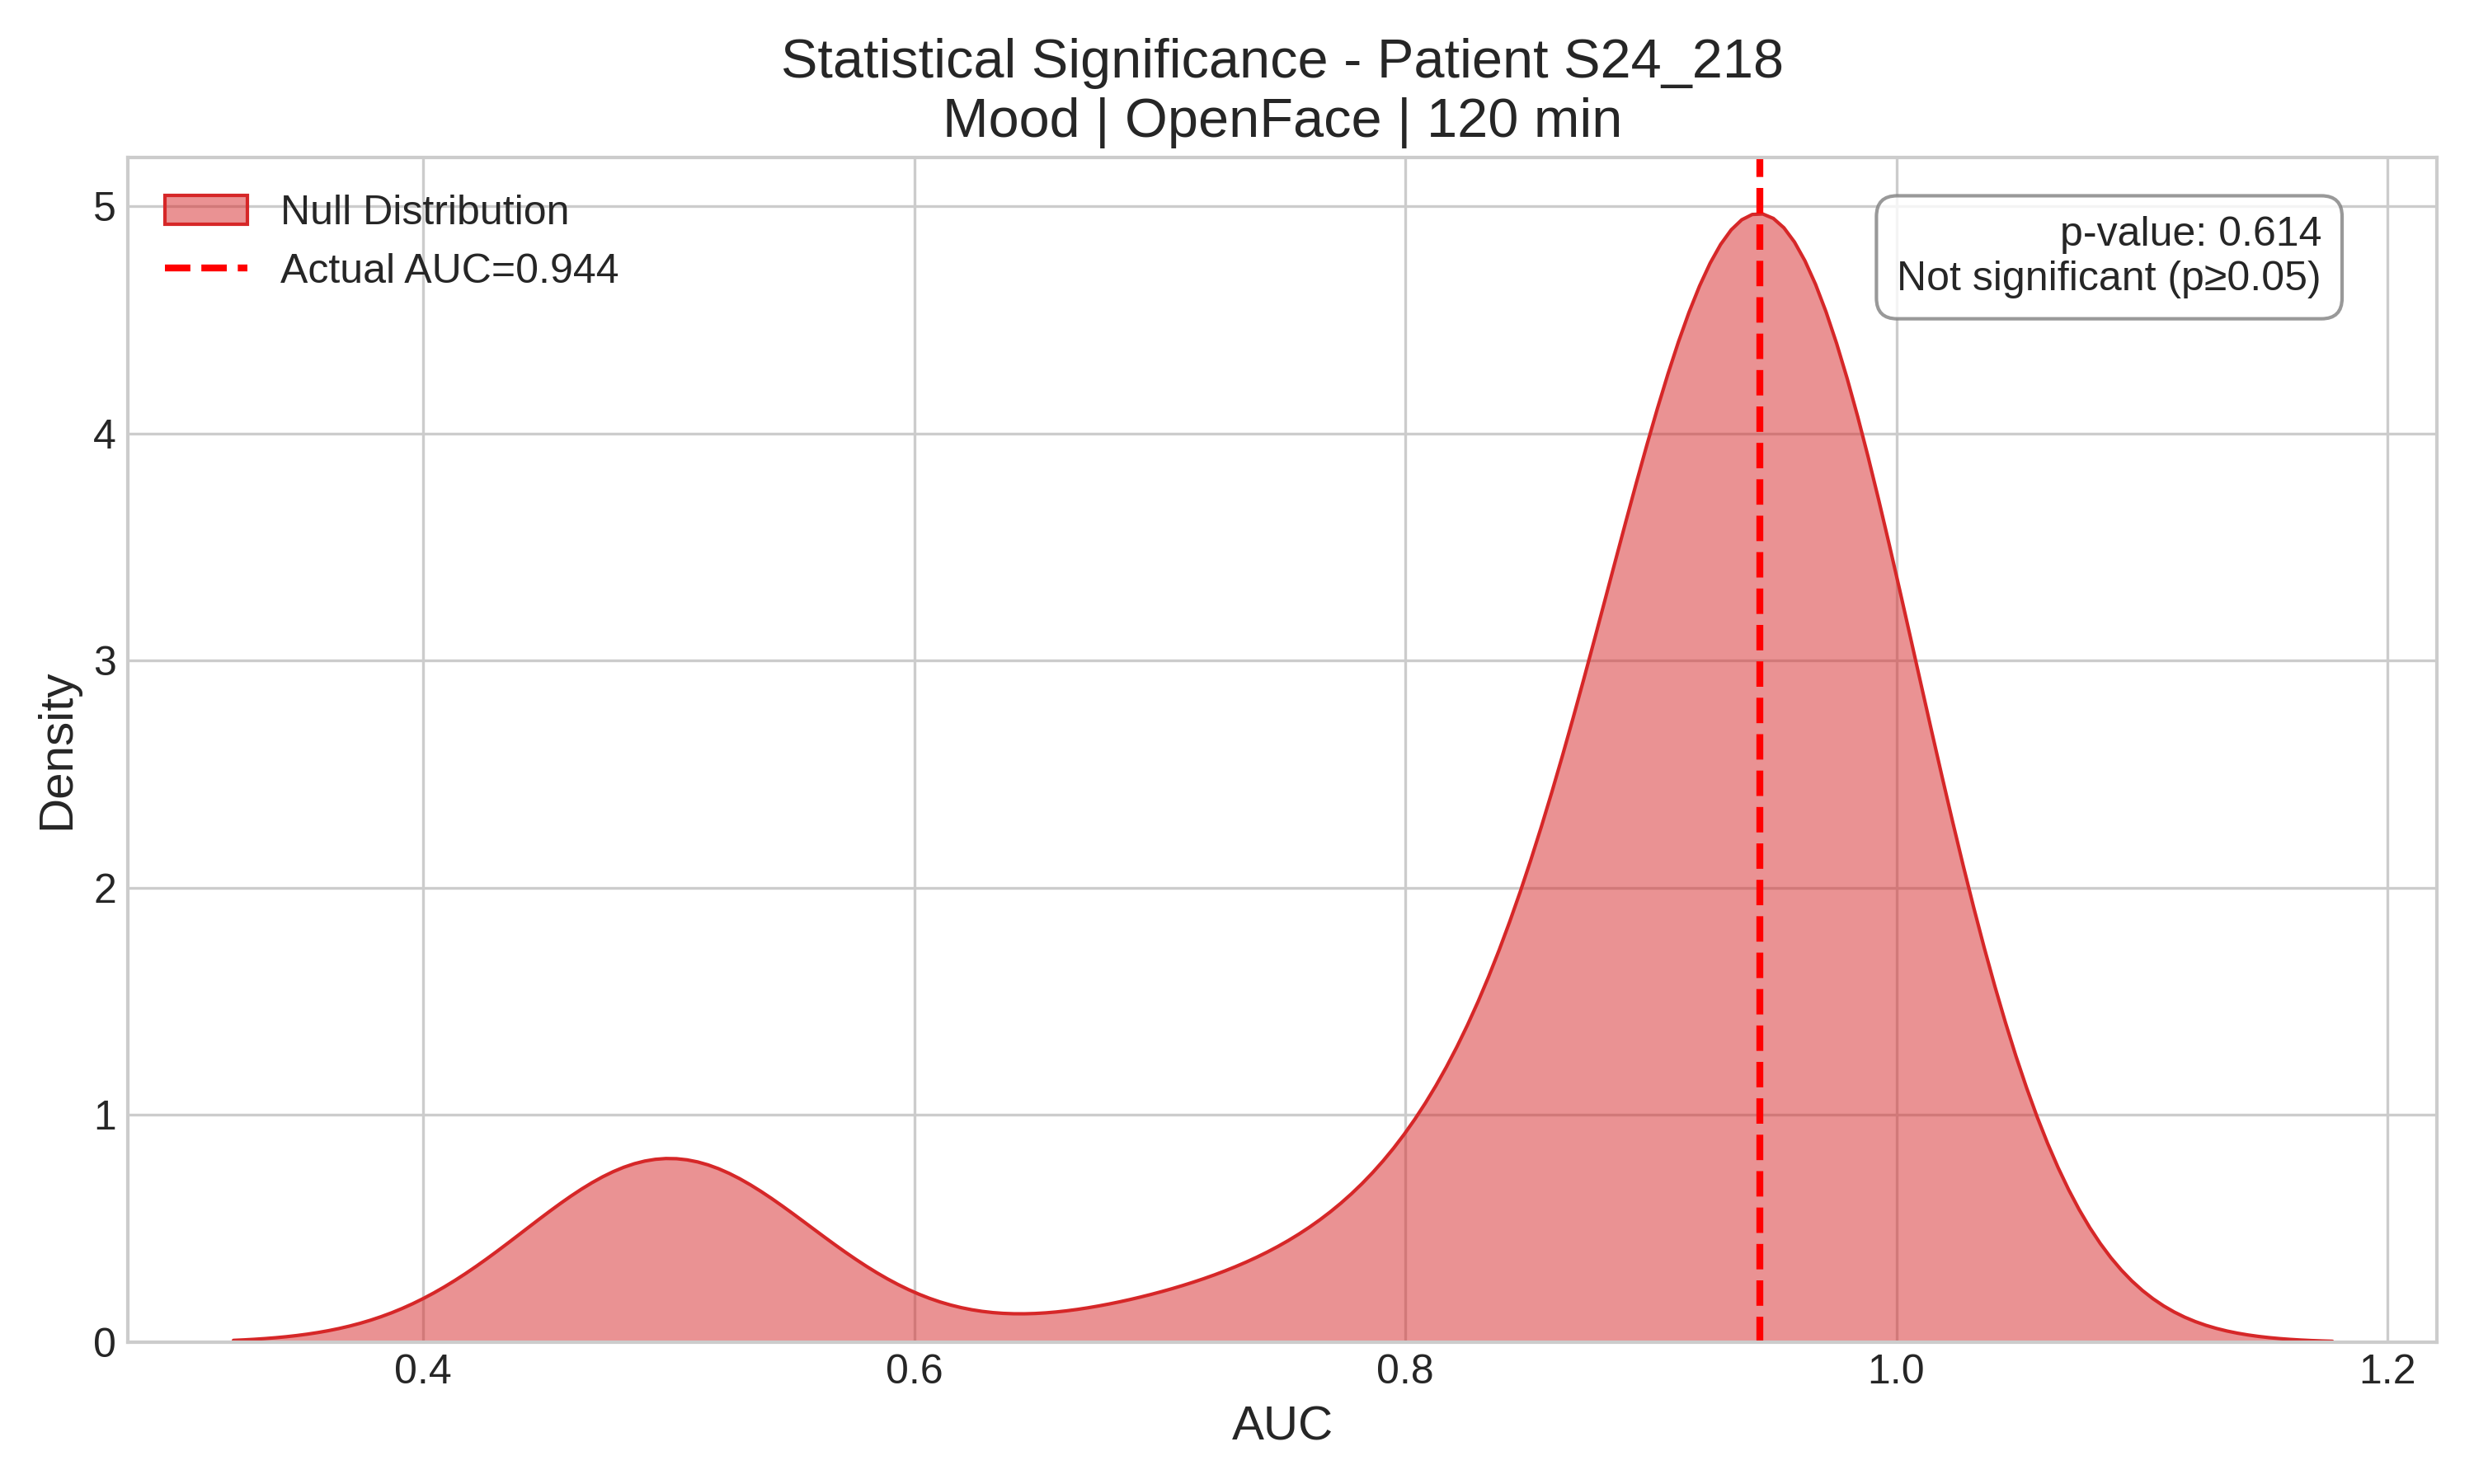 Statistical Significance - Patient S24_218
Mood | OpenFace | 120 min
Null Distribution
Actual AUC=0.944
p-value: 0.614
Not significant (p≥0.05)
5
4
3
2
1
0
Density
0.4
0.6
0.8
1.0
1.2
AUC